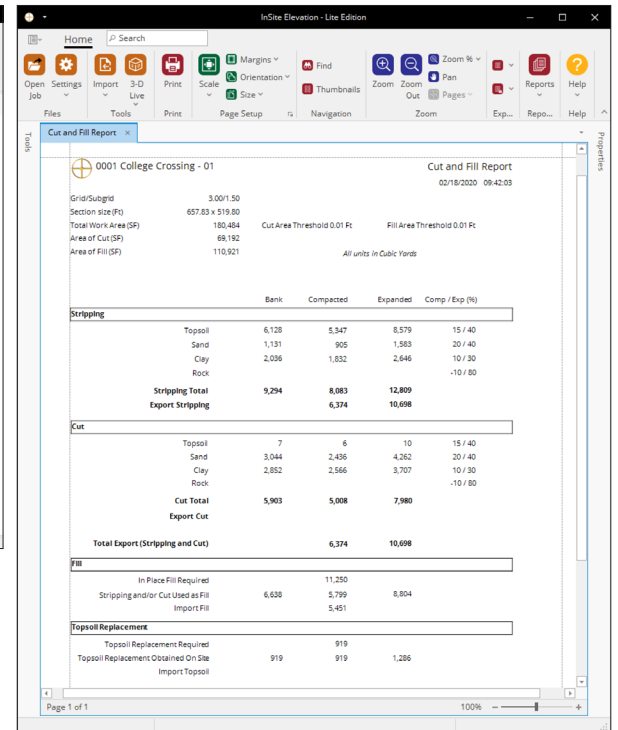 InSite Elevation - Lite Edition
Home
Search
Open Job
Settings
Files
Import
3-D Live
Tools
Print
Print
Scale
Margins
Orientation
Size
Page Setup
Find
Thumbnails
Navigation
Zoom
Zoom Out
Zoom %
Pan
Pages
Zoom
Exp...
Reports
Repo...
Help
Help
Tools
Cut and Fill Report ×
Properties
0001 College Crossing - 01 Cut and Fill Report
02/18/2020 09:42:03
Grid/Subgrid 3.00/1.50
Section size(Ft) 657.83 x 519.80
Total Work Area (SF) 180,484 Cut Area Threshold 0.01 Ft Fill Area Threshold 0.01 Ft
Area of Cut (SF) 69,192
Area of Fill (SF) 110,921 All units in Cubic Yards
Bank Compacted Expanded Comp / Exp (%)
Stripping
Topsoil 6,128 5,347 8,579 15 / 40
Sand 1,131 905 1,583 20 / 40
Clay 2,036 1,832 2,646 10 / 30
Rock -10 / 80
Stripping Total 9,294 8,083 12,809
Export Stripping 6,374 10,698
Cut
Topsoil 7 6 10 15 / 40
Sand 3,044 2,436 4,262 20 / 40
Clay 2,852 2,566 3,707 10 / 30
Rock -10 / 80
Cut Total 5,903 5,008 7,980
Export Cut
Total Export (Stripping and Cut) 6,374 10,698
Fill
In Place Fill Required 11,250
Stripping and/or Cut Used as Fill 6,638 5,799 8,804
Import Fill 5,451
Topsoil Replacement
Topsoil Replacement Required 919
Topsoil Replacement Obtained On Site 919 919 1,286
Import Topsoil
Page 1 of 1 100%